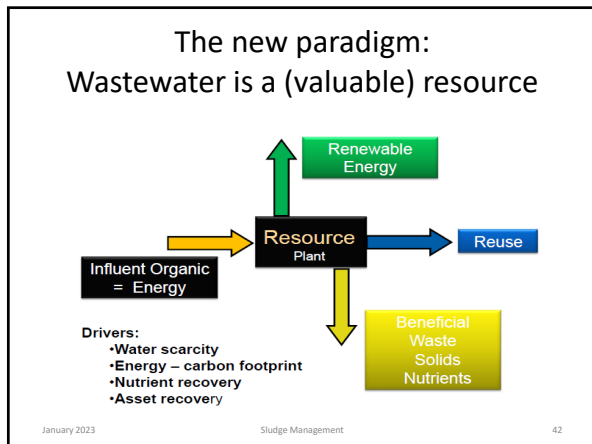 The new paradigm:
Wastewater is a (valuable) resource
Renewable
Energy
Resource
Plant
Reuse
Influent Organic
= Energy
Beneficial
Waste
Solids
Nutrients
Drivers:
•Water scarcity
•Energy – carbon footprint
•Nutrient recovery
•Asset recovery
January 2023
Sludge Management
42